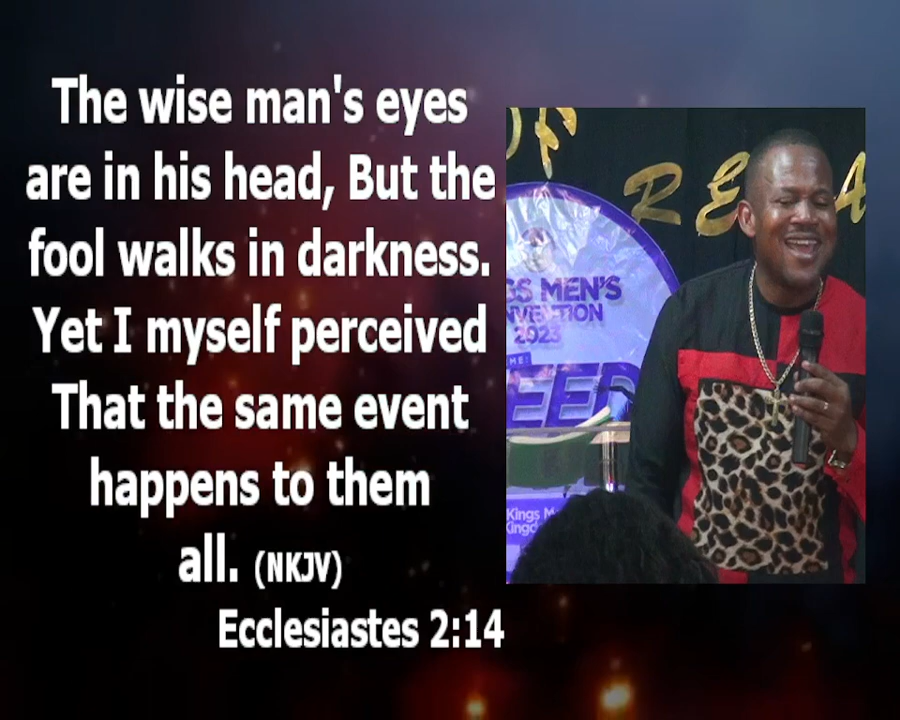 The wise man's eyes
are in his head, But the
fool walks in darkness.
Yet I myself perceived
That the same event
happens to them
all. (NKJV)
Ecclesiastes 2:14
MEN'S
2023